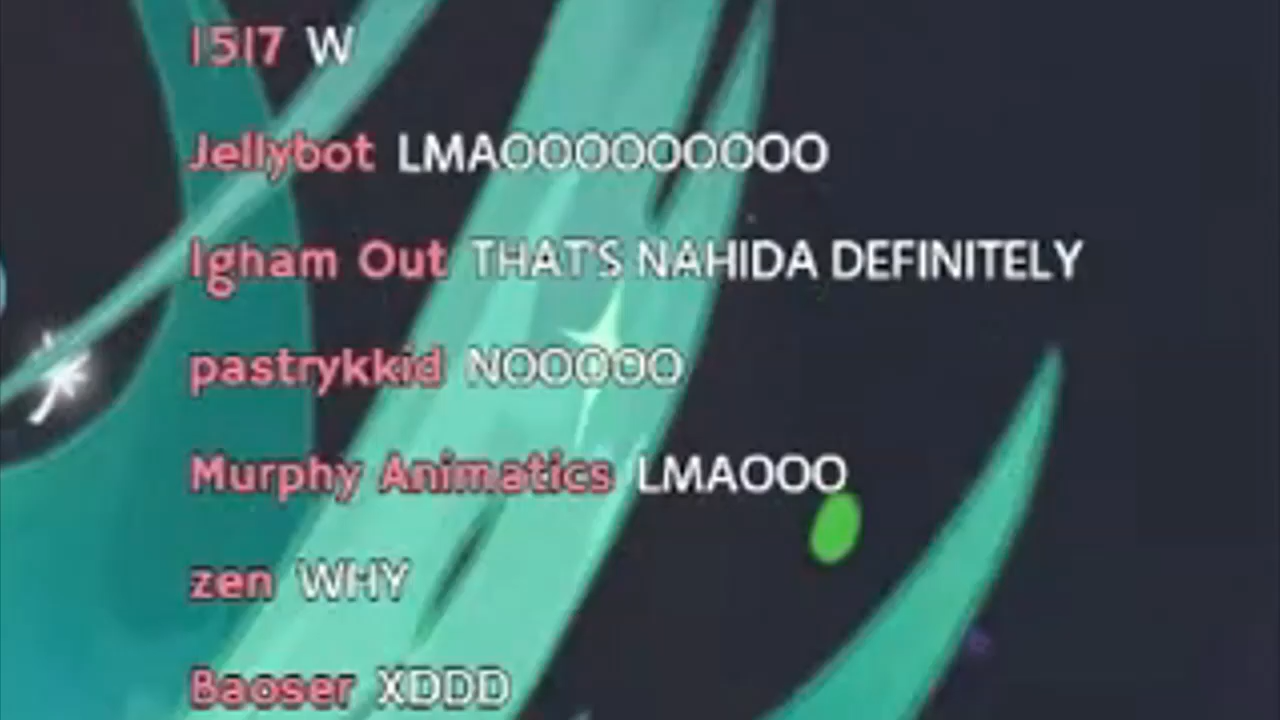 1517 W
Jellybot LMAOOOOOOOOO
Igham Out THAT'S NAHIDA DEFINITELY
pastrykkid NOOOOO
Murphy Animatics LMAOOO
zen WHY
Baoser XDDD